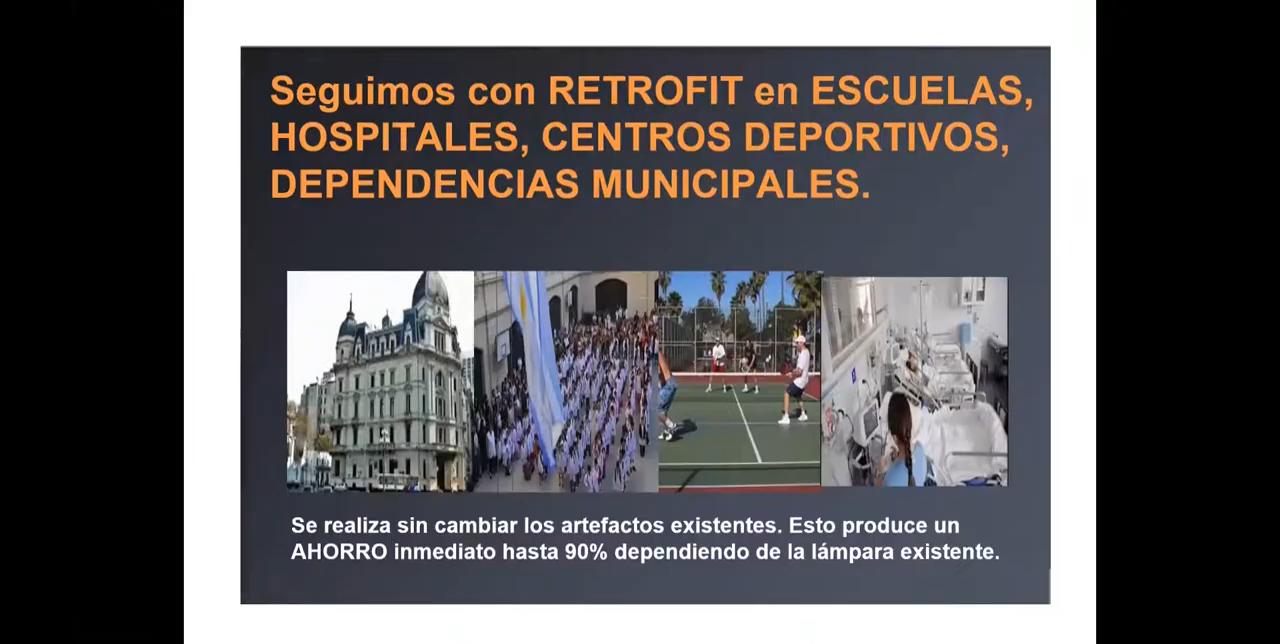 Seguimos con RETROFIT en ESCUELAS,
HOSPITALES, CENTROS DEPORTIVOS,
DEPENDENCIAS MUNICIPALES.
Se realiza sin cambiar los artefactos existentes. Esto produce un
AHORRO inmediato hasta 90% dependiendo de la lámpara existente.